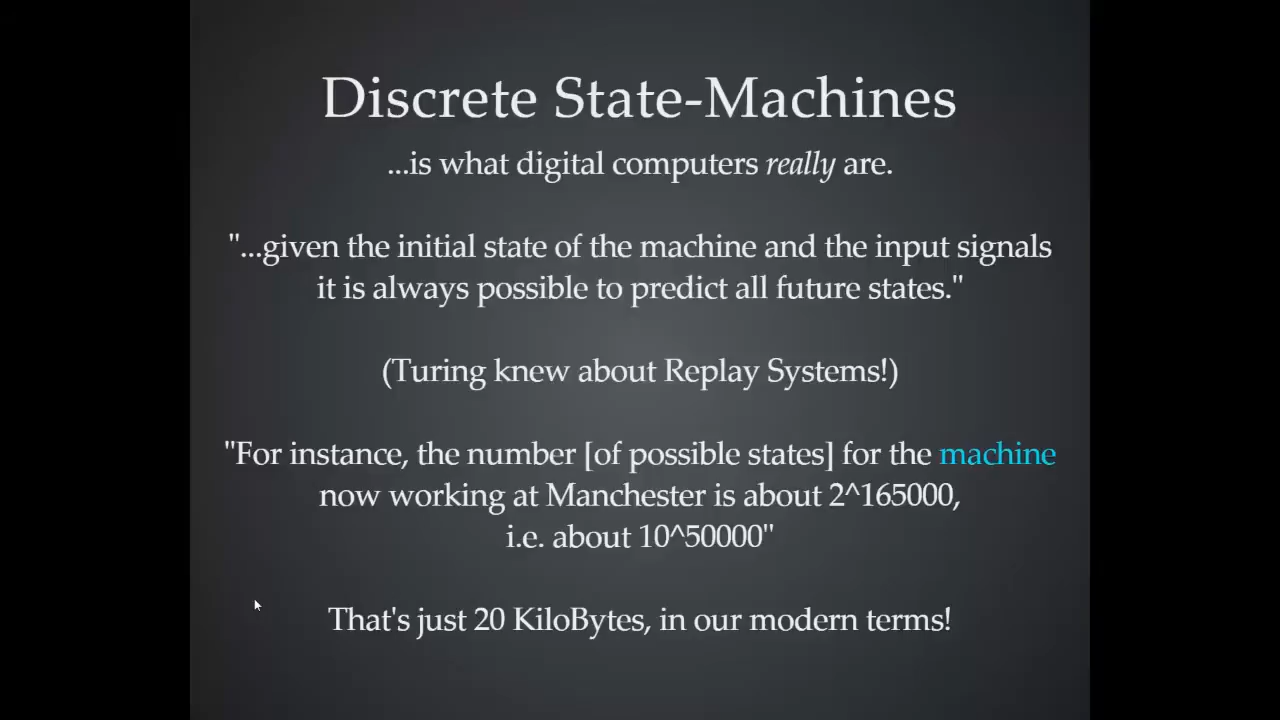 Discrete State-Machines
...is what digital computers really are.
"...given the initial state of the machine and the input signals
it is always possible to predict all future states."
(Turing knew about Replay Systems!)
"For instance, the number [of possible states] for the machine
now working at Manchester is about 2^165000,
i.e. about 10^50000"
That's just 20 KiloBytes, in our modern terms!